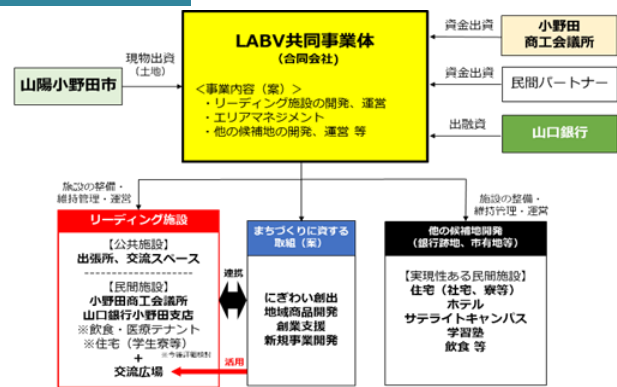 LABV共同事業体
(合同会社)
<事業内容（案）>
・リーディング施設の開発、運営
・エリアマネジメント
・他の候補地の開発、運営 等
山陽小野田市
現物出資
(土地)
資金出資
小野田
商工会議所
資金出資
民間パートナー
出融資
山口銀行
施設の整備・
維持管理・運営
施設の整備・
維持管理・運営
リーディング施設
【公共施設】
出張所、交流スペース
【民間施設】
小野田商工会議所
山口銀行小野田支店
※飲食・医療テナント
※住宅（学生寮等）
※今後詳細検討
+
交流広場
連携
活用
まちづくりに資する
取組（案）
にぎわい創出
地域商品開発
創業支援
新規事業開発
他の候補地開発
（銀行跡地、市有地等）
【実現性ある民間施設】
住宅（社宅、寮等）
ホテル
サテライトキャンパス
学習塾
飲食 等